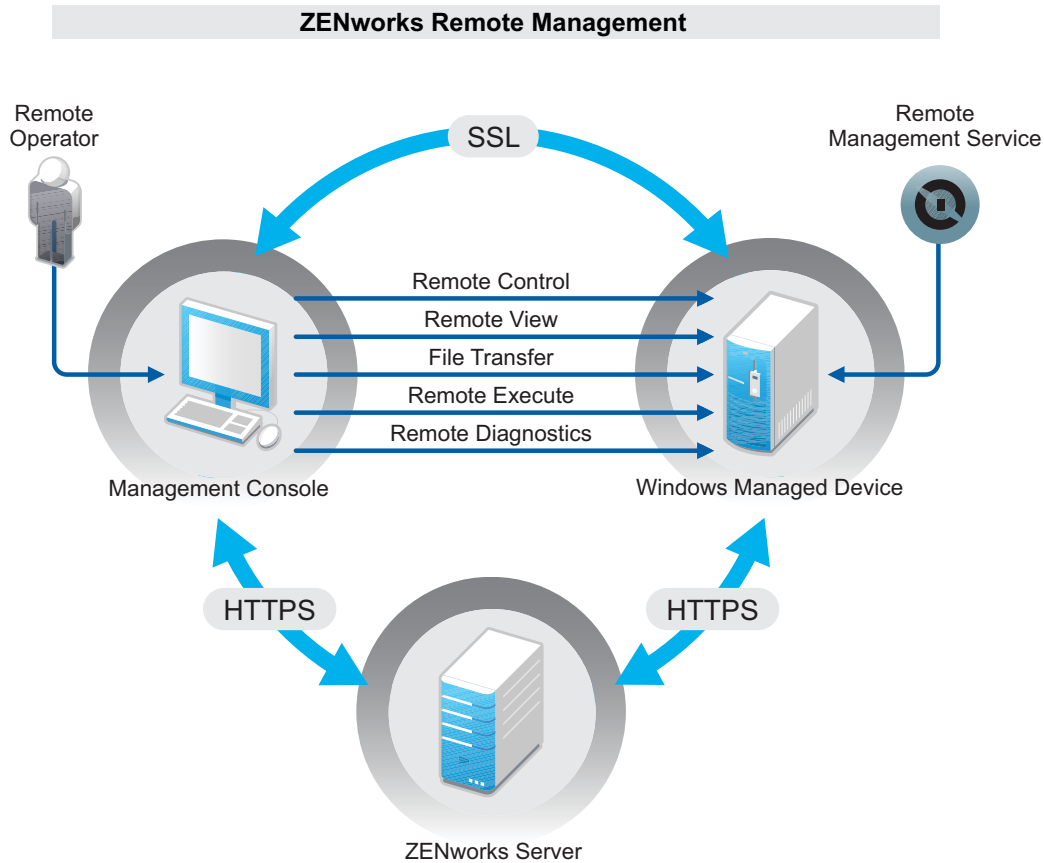 ZENworks Remote Management
Remote
Operator
SSL
Remote
Management Service
Remote Control
Remote View
File Transfer
Remote Execute
Remote Diagnostics
Management Console
Windows Managed Device
HTTPS
HTTPS
ZENworks Server